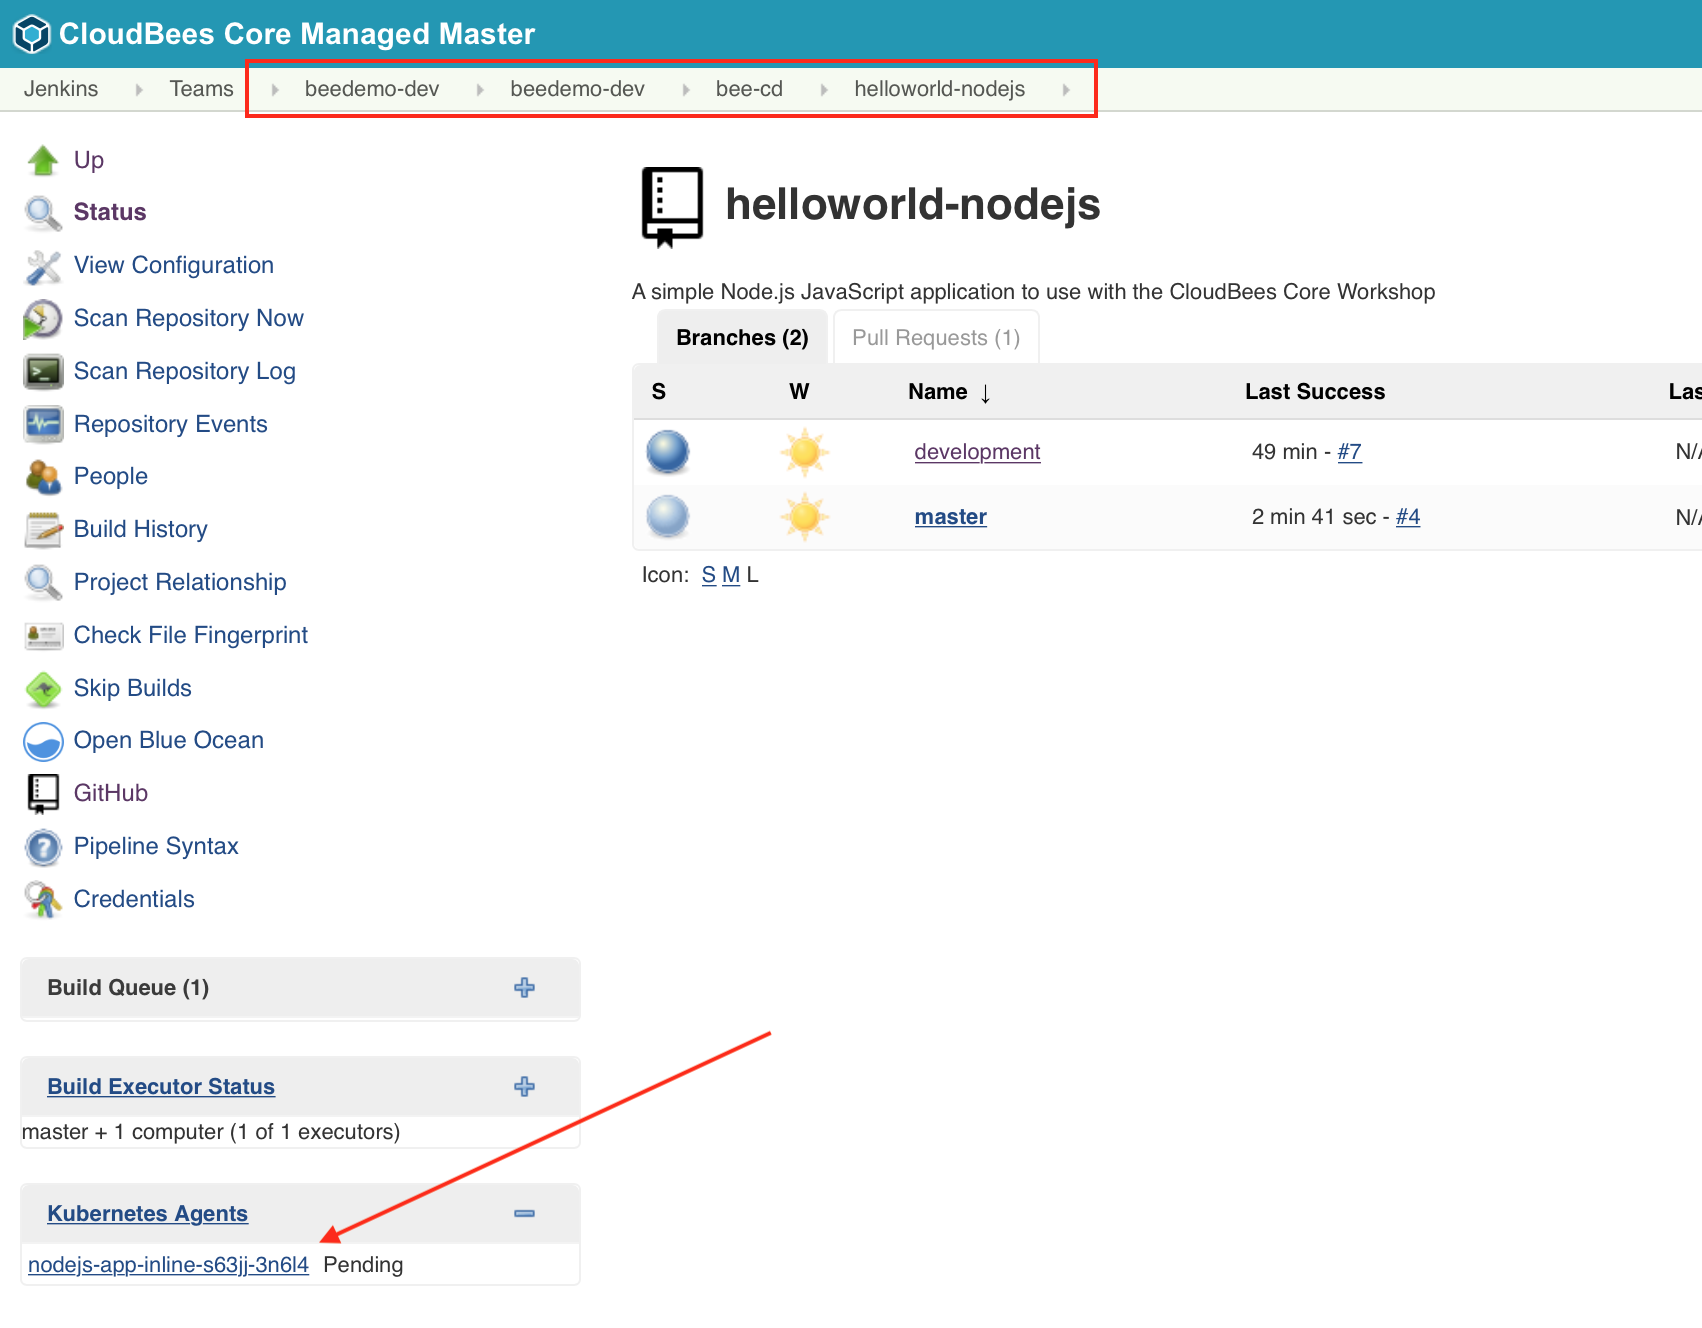 CloudBees Core Managed Master
Jenkins Teams beedemo-dev beedemo-dev bee-cd helloworld-nodejs
Up
Status
View Configuration
Scan Repository Now
Scan Repository Log
Repository Events
People
Build History
Project Relationship
Check File Fingerprint
Skip Builds
Open Blue Ocean
GitHub
Pipeline Syntax
Credentials
Build Queue (1)
Build Executor Status
master + 1 computer (1 of 1 executors)
Kubernetes Agents
nodejs-app-inline-s63jj-3n6l4 Pending
helloworld-nodejs
A simple Node.js JavaScript application to use with the CloudBees Core Workshop
Branches (2) Pull Requests (1)
S W Name ↓ Last Success Las
development 49 min - #7 N/
master 2 min 41 sec - #4 N/
Icon: S M L